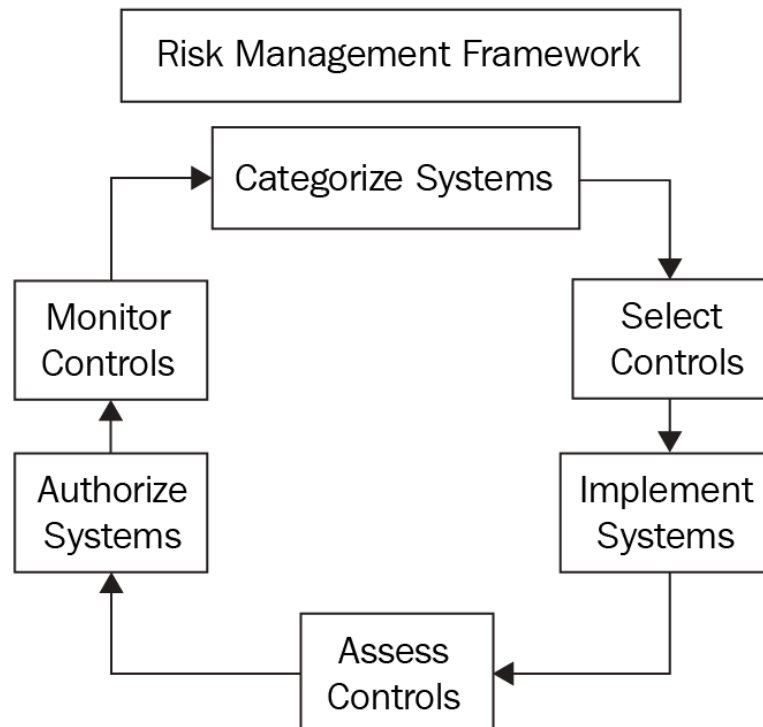 Risk Management Framework
Categorize Systems
Select
Controls
Implement
Systems
Assess
Controls
Authorize
Systems
Monitor
Controls